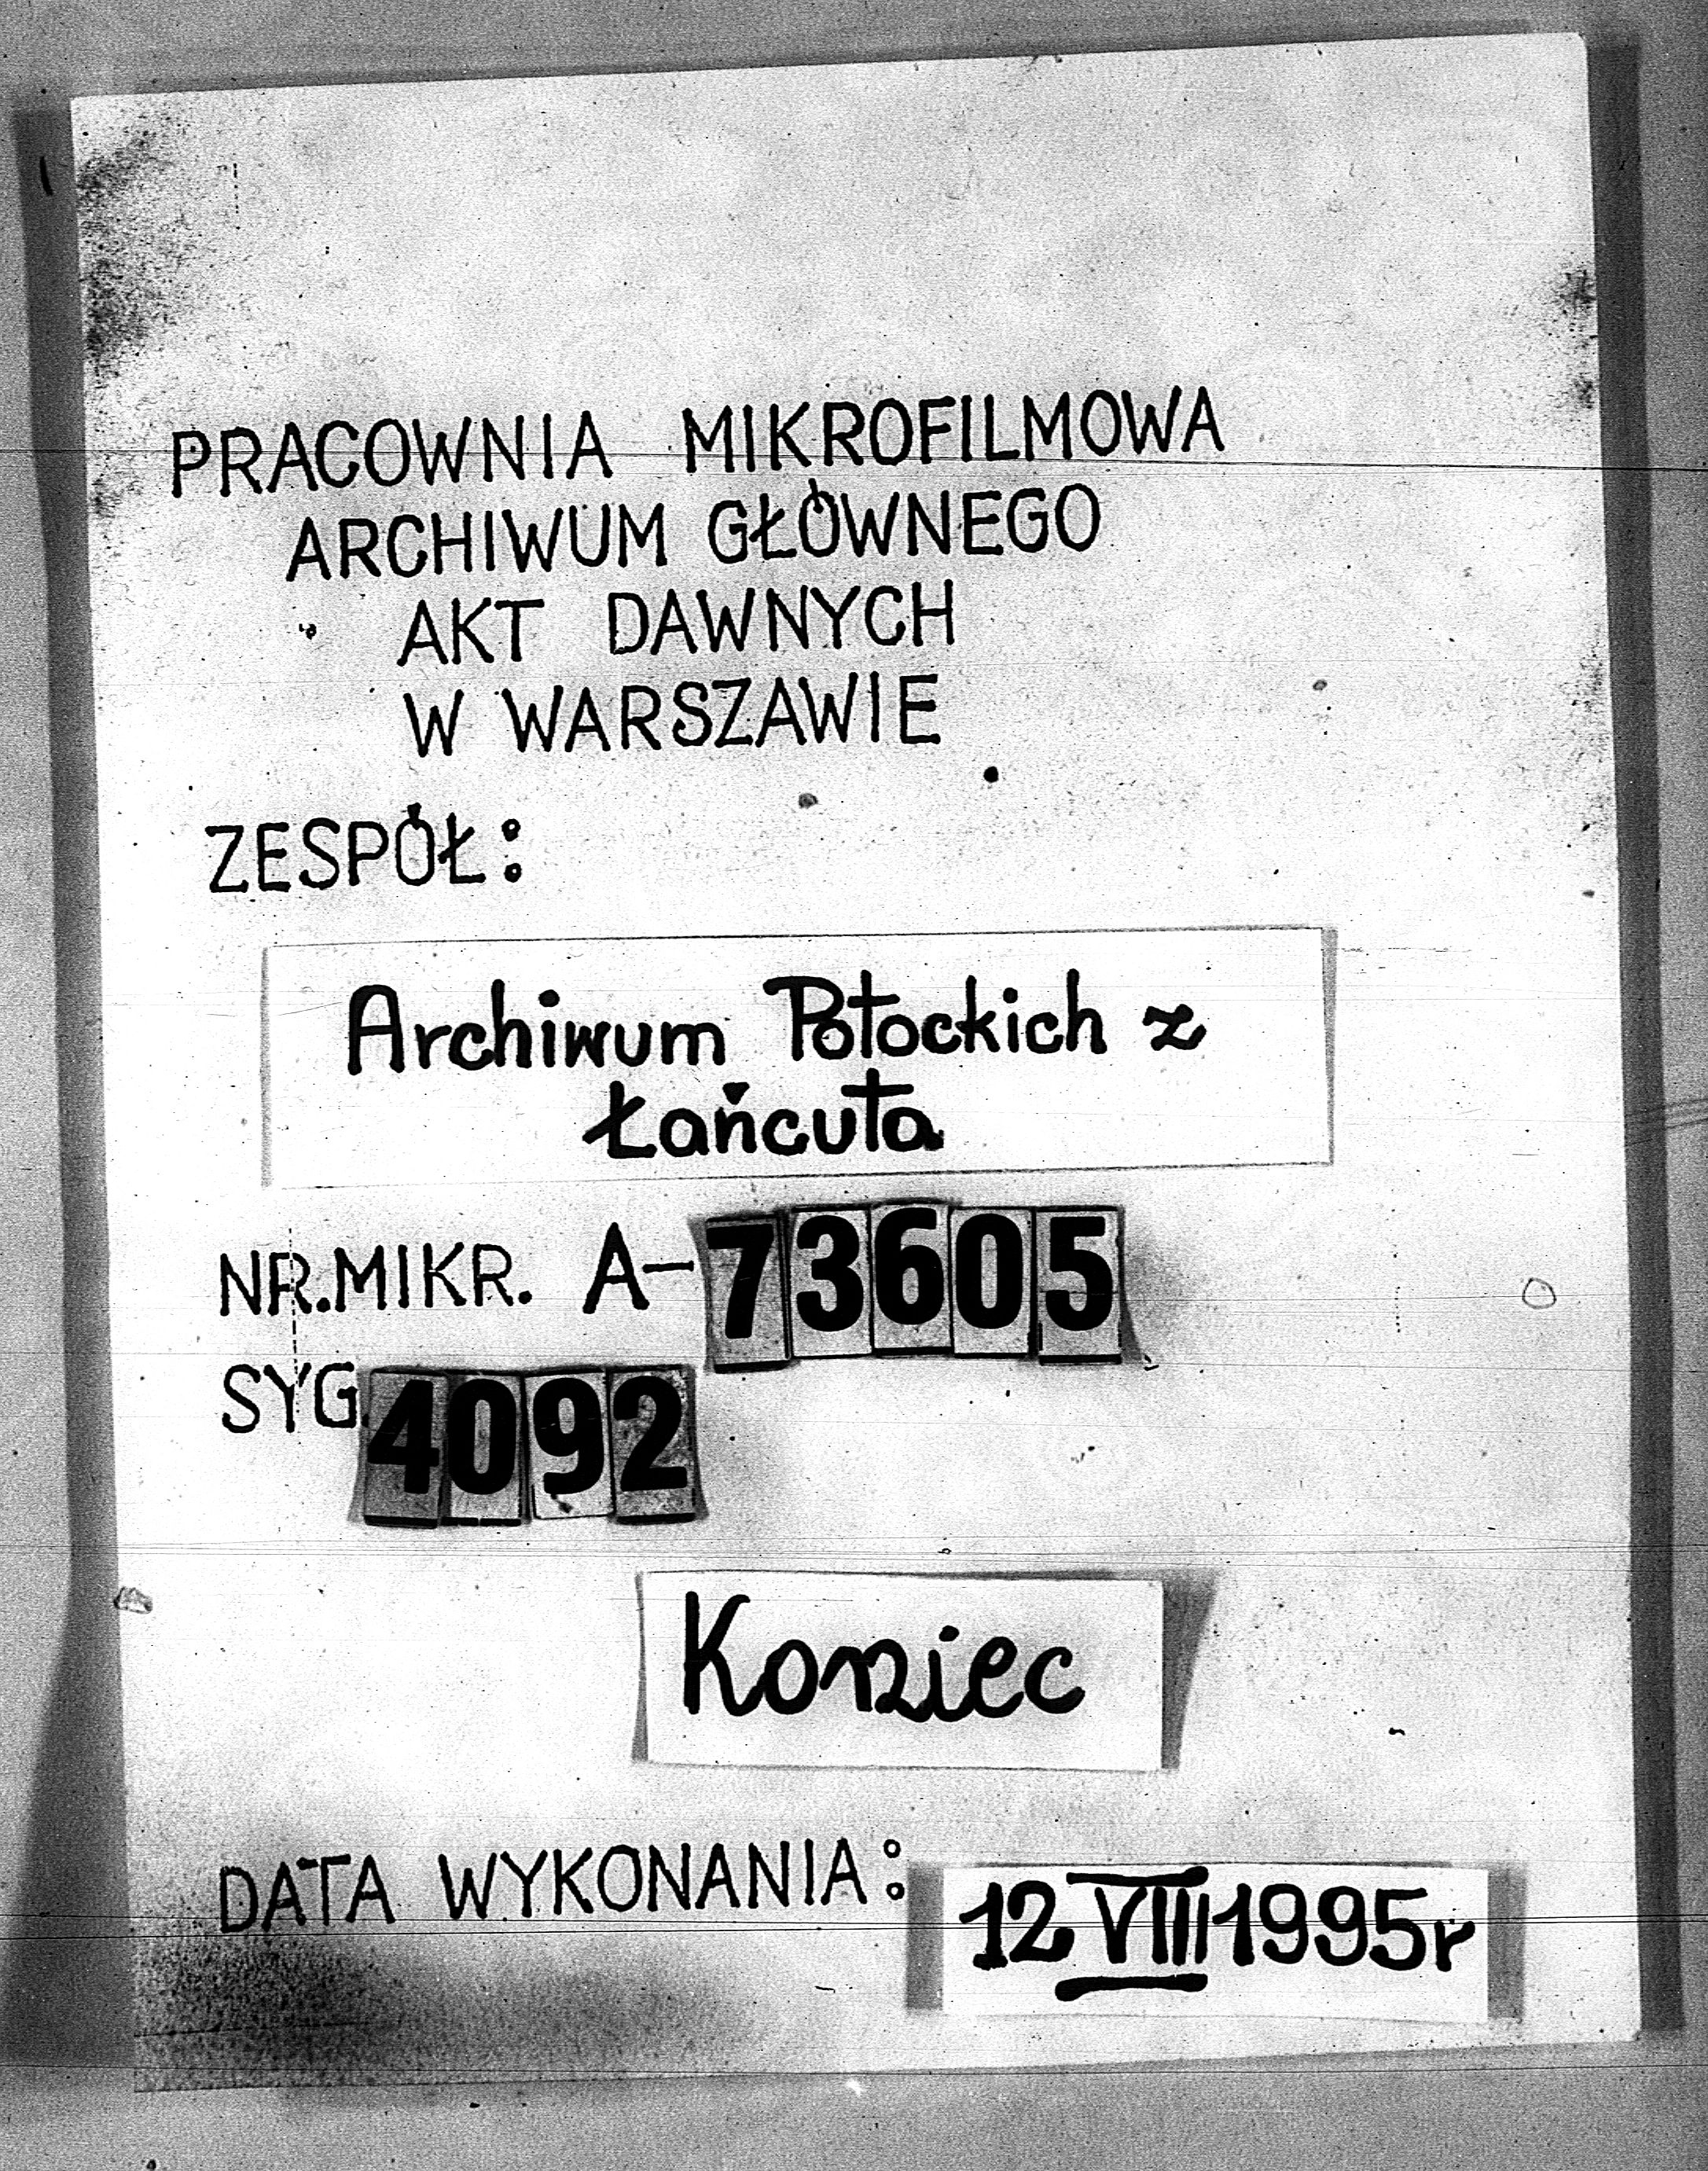 PRACOWNIA MIKROFILMOWA
ARCHIWUM GŁÓWNEGO
AKT DAWNYCH
W WARSZAWIE
ZESPÓŁ:
Archiwum Potockich z
Łańcuta
NR.MIKR. A-73605
SYG.4092
Koniec
DATA WYKONANIA: 12 VIII 1995r